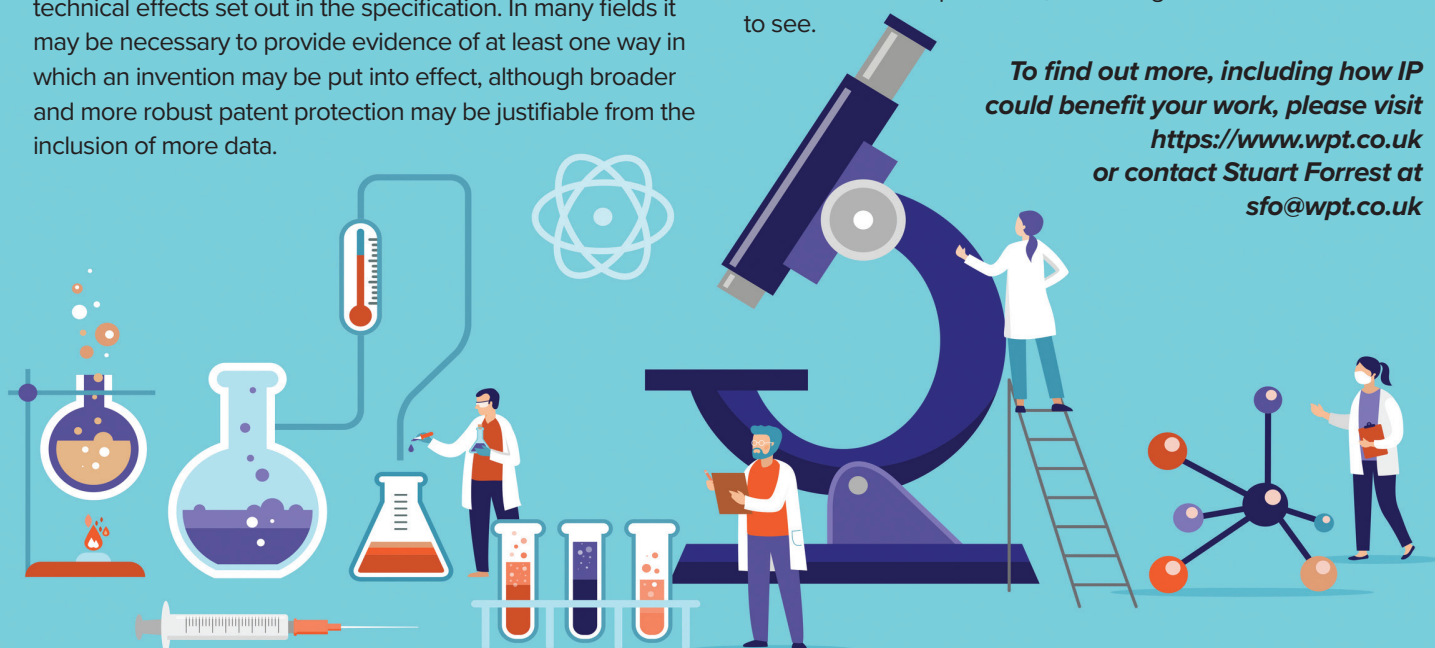 technical effects set out in the specification. In many fields it
may be necessary to provide evidence of at least one way in
which an invention may be put into effect, although broader
and more robust patent protection may be justifiable from the
inclusion of more data.
to see.
To find out more, including how IP
could benefit your work, please visit
https://www.wpt.co.uk
or contact Stuart Forrest at
sfo@wpt.co.uk